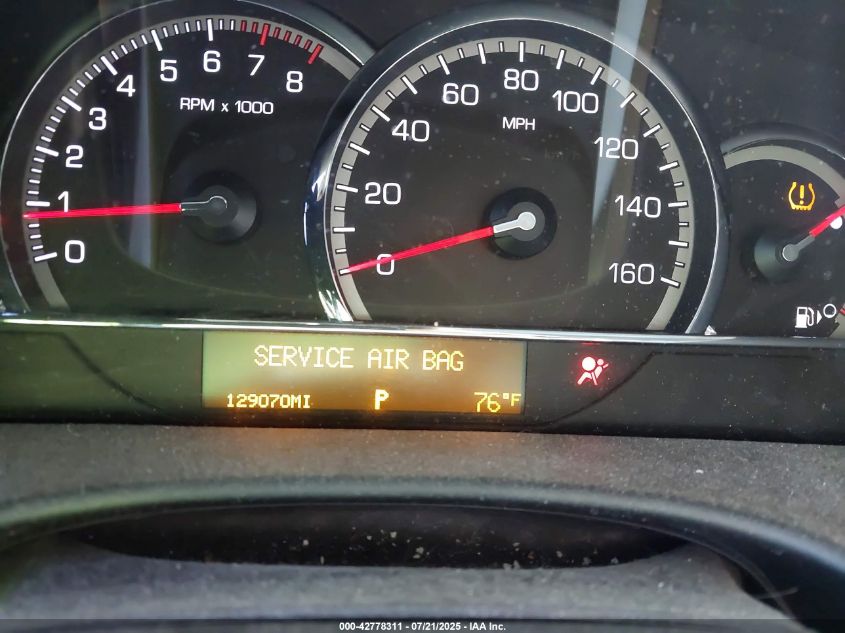 0 1 2 3 4 5 6 7 8
RPM x 1000
0 20 40 60 80 100 120 140 160
MPH
SERVICE AIR BAG
129070MI P 76°F
000-42778311 - 07/21/2025 - IAA Inc.